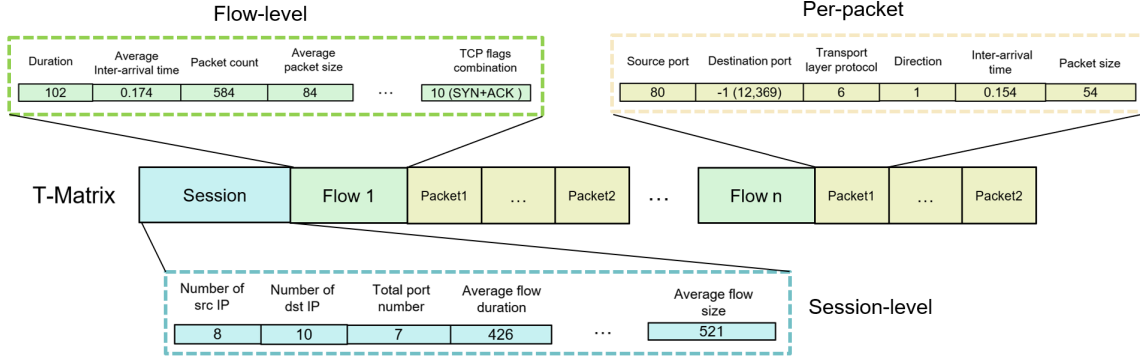 Flow-level
Per-packet
Duration
Average
Inter-arrival time
Packet count
Average
packet size
TCP flags
combination
102
0.174
584
84
...
10 (SYN+ACK )
Source port
Destination port
Transport
layer protocol
Direction
Inter-arrival
time
Packet size
80
-1 (12,369)
6
1
0.154
54
T-Matrix
Session
Flow 1
Packet1
...
Packet2
...
Flow n
Packet1
...
Packet2
Number of
src IP
Number of
dst IP
Total port
number
Average flow
duration
Average flow
size
8
10
7
426
...
521
Session-level